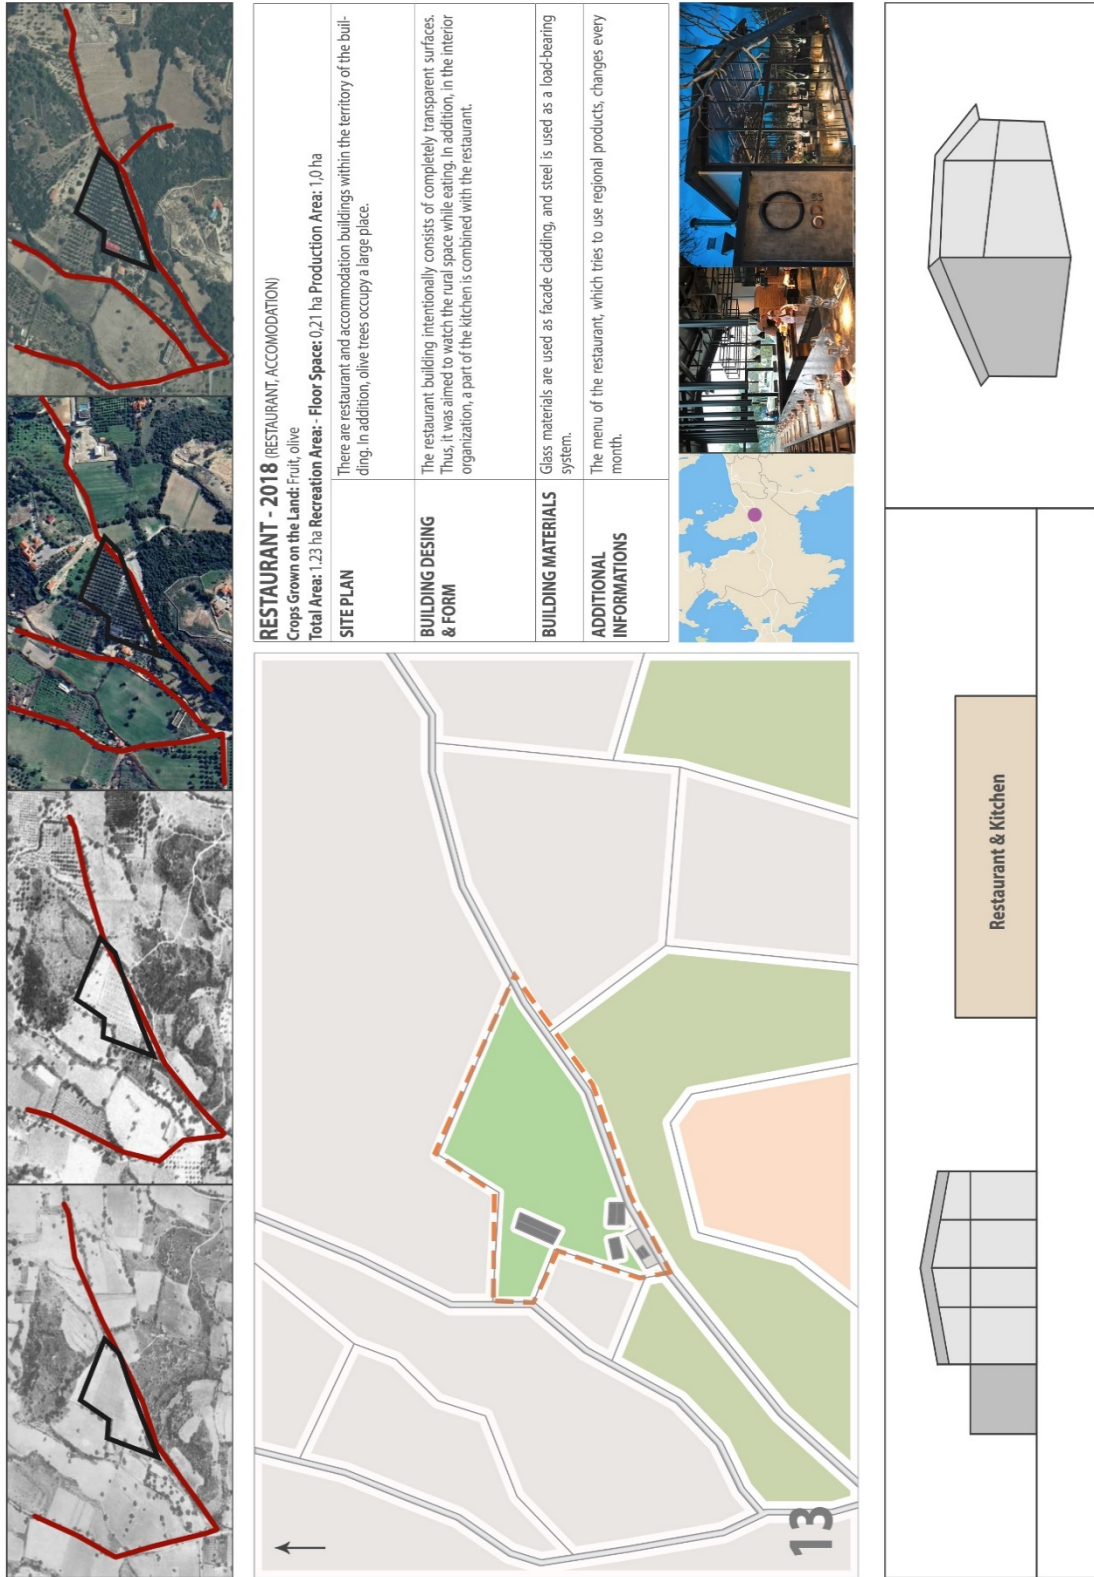 RESTAURANT - 2018 (RESTAURANT, ACCOMODATION)
Crops Grown on the Land: Fruit, olive
Total Area: 1.23 ha Recreation Area: - Floor Space: 0,21 ha Production Area: 1,0 ha
SITE PLAN
There are restaurant and accommodation buildings within the territory of the buil-
ding. In addition, olive trees occupy a large place.
BUILDING DESING
& FORM
The restaurant building intentionally consists of completely transparent surfaces.
Thus, it was aimed to watch the rural space while eating. In addition, in the interior
organization, a part of the kitchen is combined with the restaurant.
BUILDING MATERIALS
Glass materials are used as facade cladding, and steel is used as a load-bearing
system.
ADDITIONAL
INFORMATIONS
The menu of the restaurant, which tries to use regional products, changes every
month.
13
Restaurant & Kitchen